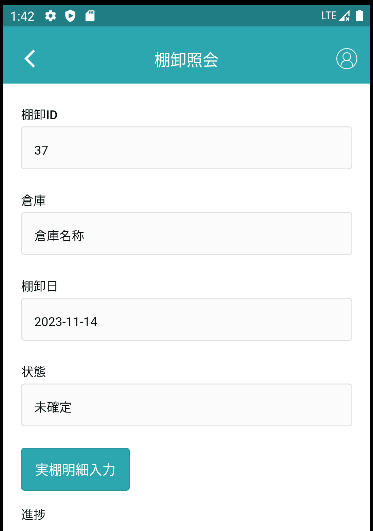 1:42
LTE
棚卸照会
棚卸ID
37
倉庫
倉庫名称
棚卸日
2023-11-14
状態
未確定
実棚明細入力
進捗